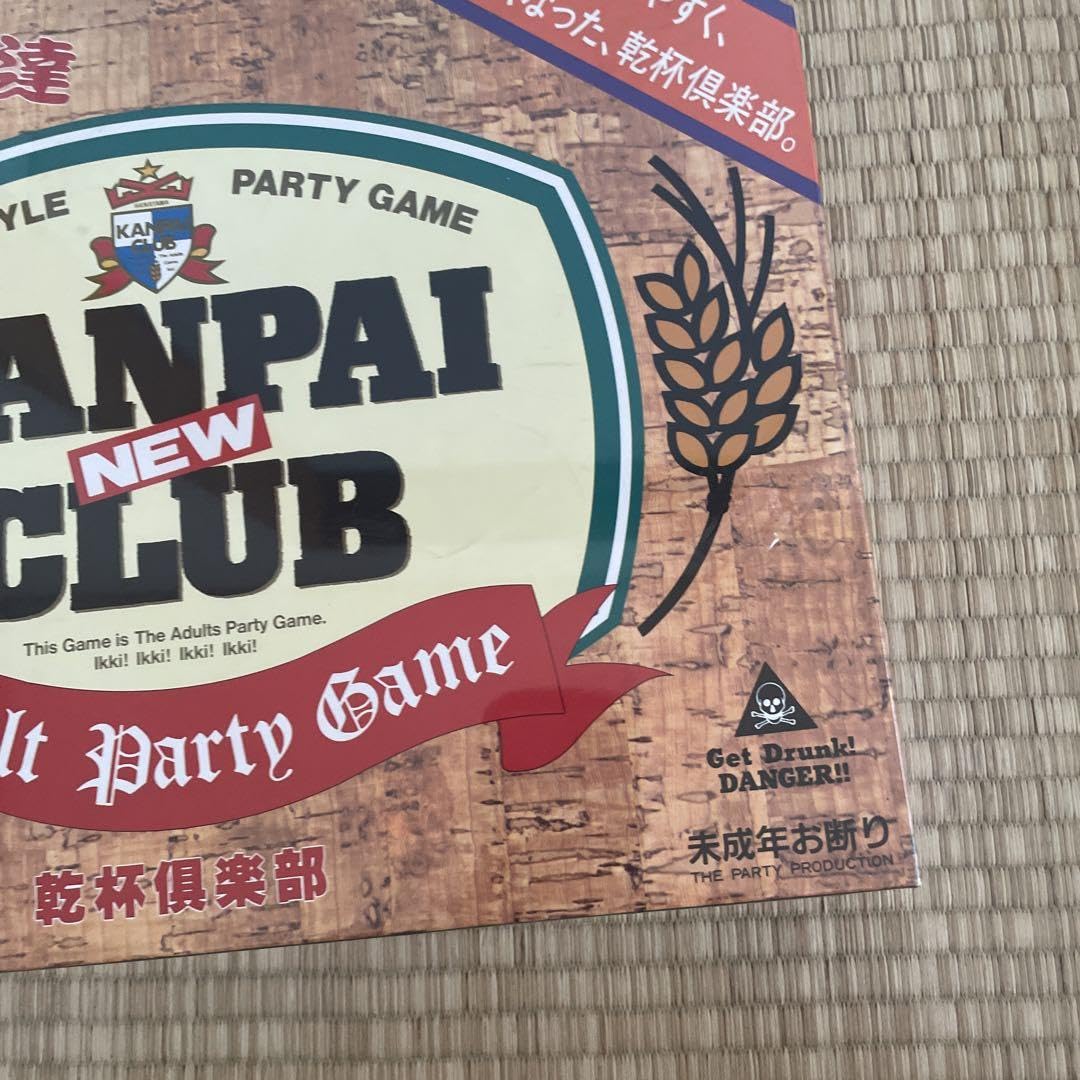 達
すく、
なった、乾杯倶楽部。
YLE PARTY GAME
KANPAI
CLUB
ANPAI
NEW
CLUB
This Game is The Adults Party Game.
Ikki! Ikki! Ikki! Ikki!
lt Party Game
Get Drunk!
DANGER!!
未成年お断り
THE PARTY PRODUCTION
乾杯倶楽部